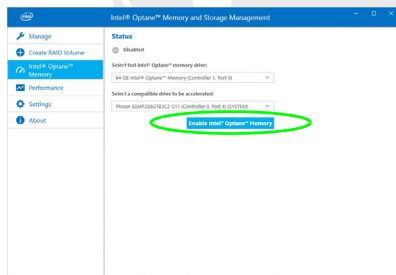 intel
Intel® Optane™ Memory and Storage Management
Manage
Create RAID Volume
Intel® Optane™
Memory
Performance
Settings
About
Status
Disabled
Select fast Intel® Optane™ memory drive:
64 GB Intel® Optane™ Memory (Controller 1, Port 0)
Select a compatible drive to be accelerated:
Phison SSMP256GTB3C2-S11 (Controller 0, Port 4) (SYSTEM)
Enable Intel® Optane™ Memory